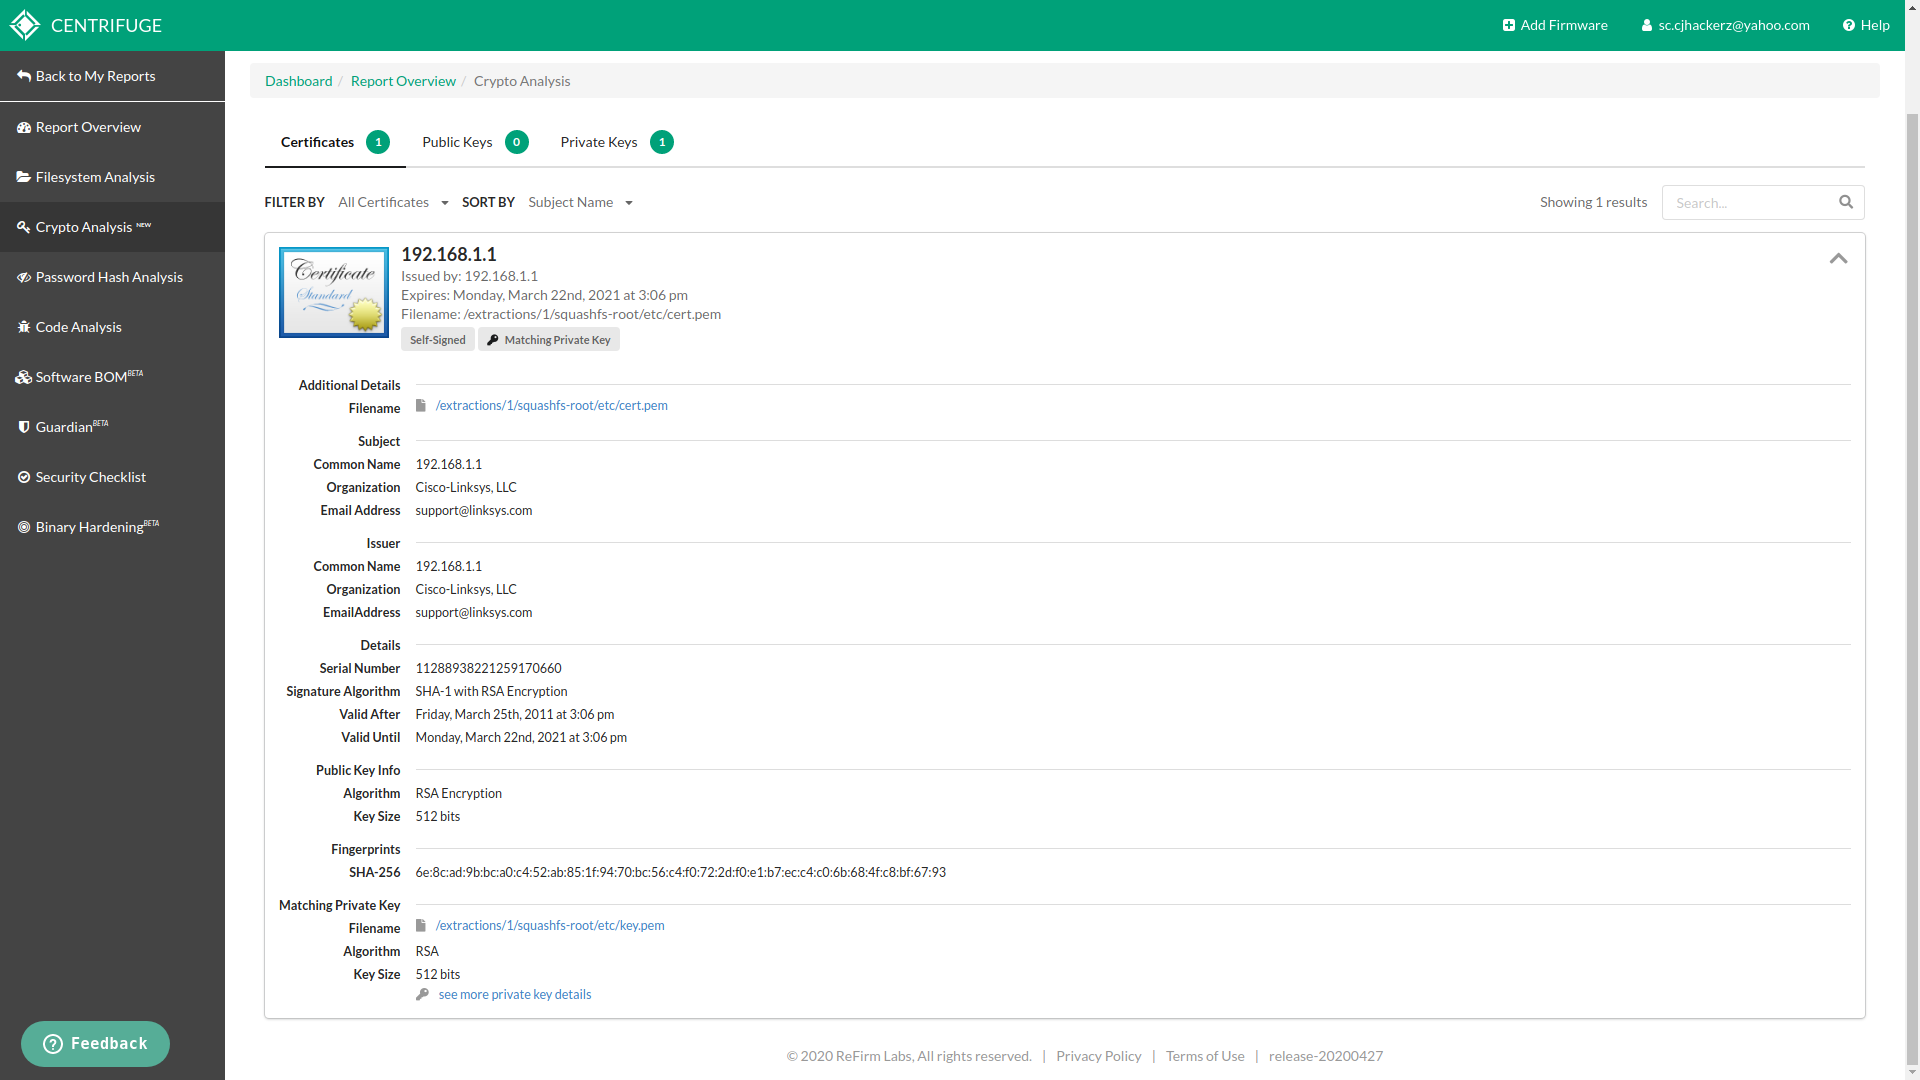 CENTRIFUGE
Add Firmware
sc.cjhackerz@yahoo.com
Help
Back to My Reports
Report Overview
Filesystem Analysis
Crypto Analysis NEW
Password Hash Analysis
Code Analysis
Software BOM BETA
Guardian BETA
Security Checklist
Binary Hardening BETA
Feedback
Dashboard / Report Overview / Crypto Analysis
Certificates 1 Public Keys 0 Private Keys 1
FILTER BY All Certificates SORT BY Subject Name
Showing 1 results
Search...
Certificate
Standard
192.168.1.1
Issued by: 192.168.1.1
Expires: Monday, March 22nd, 2021 at 3:06 pm
Filename: /extractions/1/squashfs-root/etc/cert.pem
Self-Signed Matching Private Key
Additional Details
Filename /extractions/1/squashfs-root/etc/cert.pem
Subject
Common Name 192.168.1.1
Organization Cisco-Linksys, LLC
Email Address support@linksys.com
Issuer
Common Name 192.168.1.1
Organization Cisco-Linksys, LLC
EmailAddress support@linksys.com
Details
Serial Number 11288938221259170660
Signature Algorithm SHA-1 with RSA Encryption
Valid After Friday, March 25th, 2011 at 3:06 pm
Valid Until Monday, March 22nd, 2021 at 3:06 pm
Public Key Info
Algorithm RSA Encryption
Key Size 512 bits
Fingerprints
SHA-256 6e:8c:ad:9b:bc:a0:c4:52:ab:85:1f:94:70:bc:56:c4:f0:72:2d:f0:e1:b7:ec:c4:c0:6b:68:4f:c8:bf:67:93
Matching Private Key
Filename /extractions/1/squashfs-root/etc/key.pem
Algorithm RSA
Key Size 512 bits
see more private key details
© 2020 ReFirm Labs, All rights reserved. | Privacy Policy | Terms of Use | release-20200427